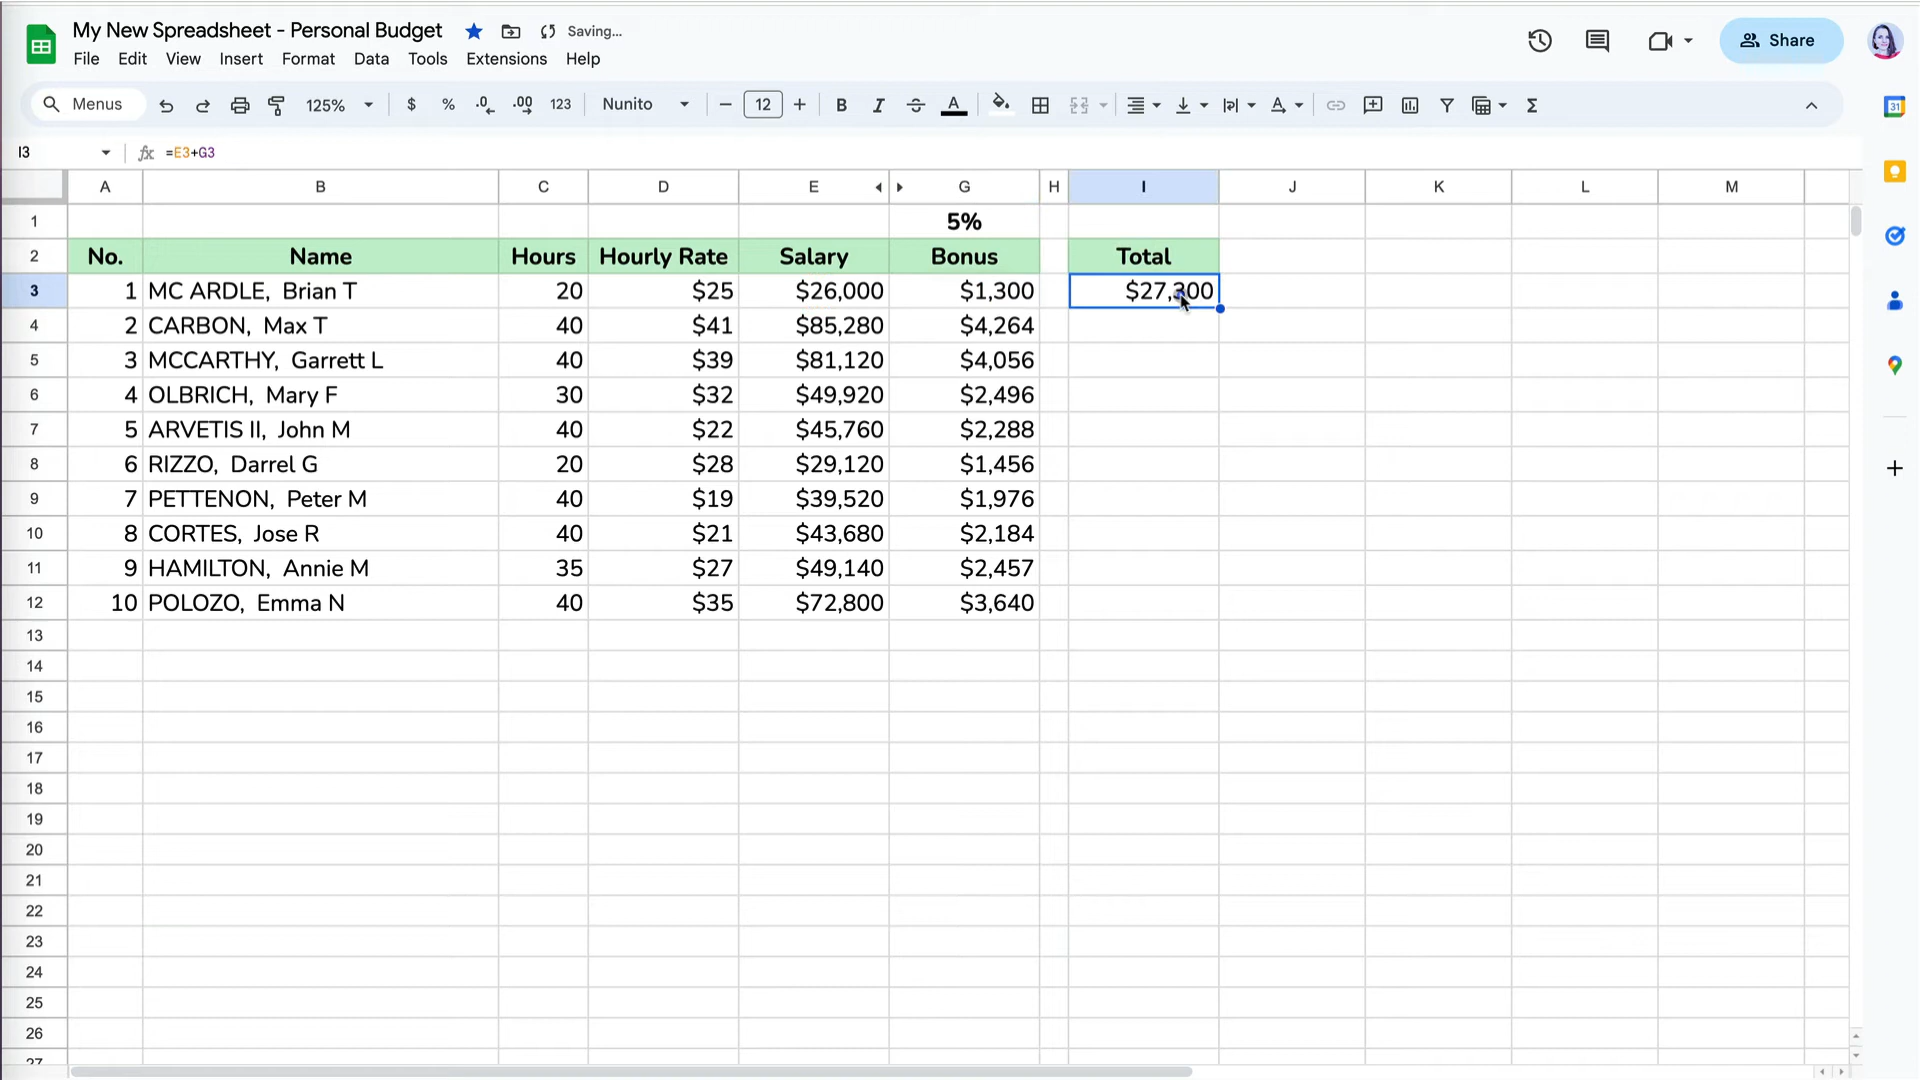 My New Spreadsheet - Personal Budget Saving...
File Edit View Insert Format Data Tools Extensions Help
Share
Menus 125% $ % .0 .00 123 Nunito 12 B I S A A Σ
31
I3 fx =E3+G3
A B C D E G H I J K L M
1 5%
2 No. Name Hours Hourly Rate Salary Bonus Total
3 1 MC ARDLE, Brian T 20 $25 $26,000 $1,300 $27,300
4 2 CARBON, Max T 40 $41 $85,280 $4,264
5 3 MCCARTHY, Garrett L 40 $39 $81,120 $4,056
6 4 OLBRICH, Mary F 30 $32 $49,920 $2,496
7 5 ARVETIS II, John M 40 $22 $45,760 $2,288
8 6 RIZZO, Darrel G 20 $28 $29,120 $1,456
9 7 PETTENON, Peter M 40 $19 $39,520 $1,976
10 8 CORTES, Jose R 40 $21 $43,680 $2,184
11 9 HAMILTON, Annie M 35 $27 $49,140 $2,457
12 10 POLOZO, Emma N 40 $35 $72,800 $3,640
13
14
15
16
17
18
19
20
21
22
23
24
25
26
27